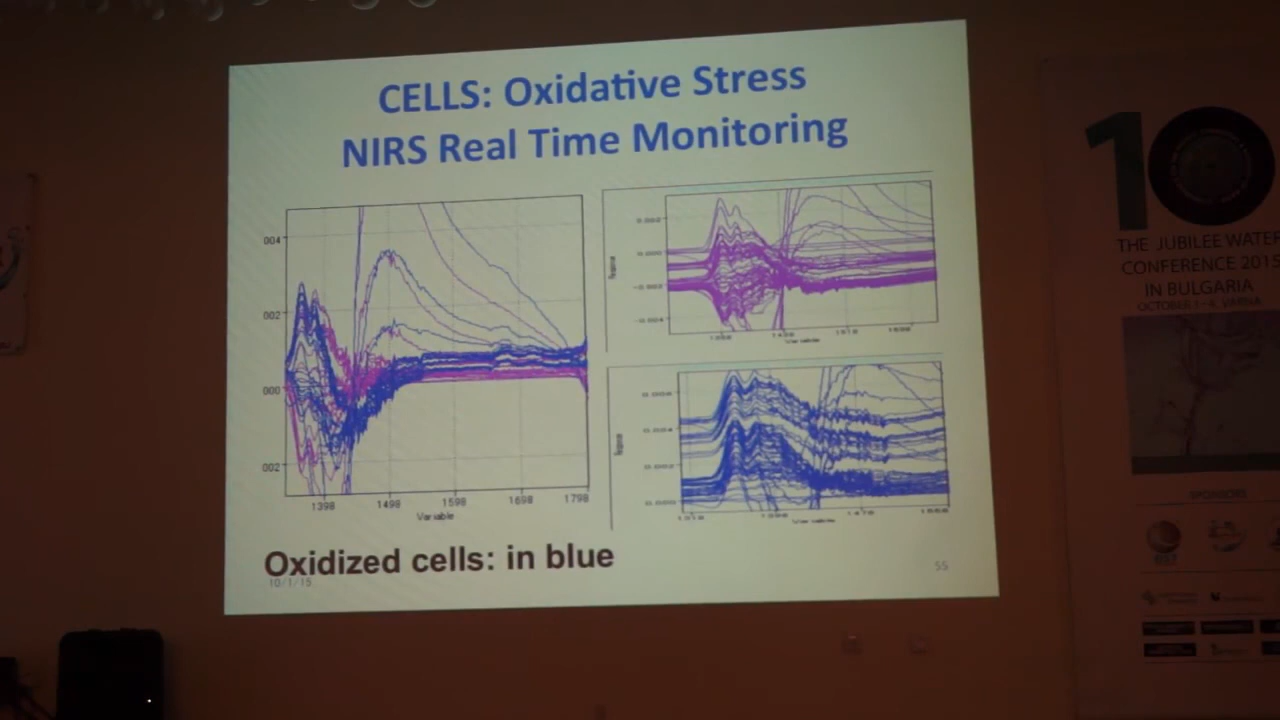 CELLS: Oxidative Stress
NIRS Real Time Monitoring
004
002
000
002
1398
1498
1598
1698
1798
Variable
Oxidized cells: in blue
10/1/15
55
10
THE JUBILEE WATER
CONFERENCE 2015
IN BULGARIA
OCTOBER 1-4, VARNA
SPONSORS